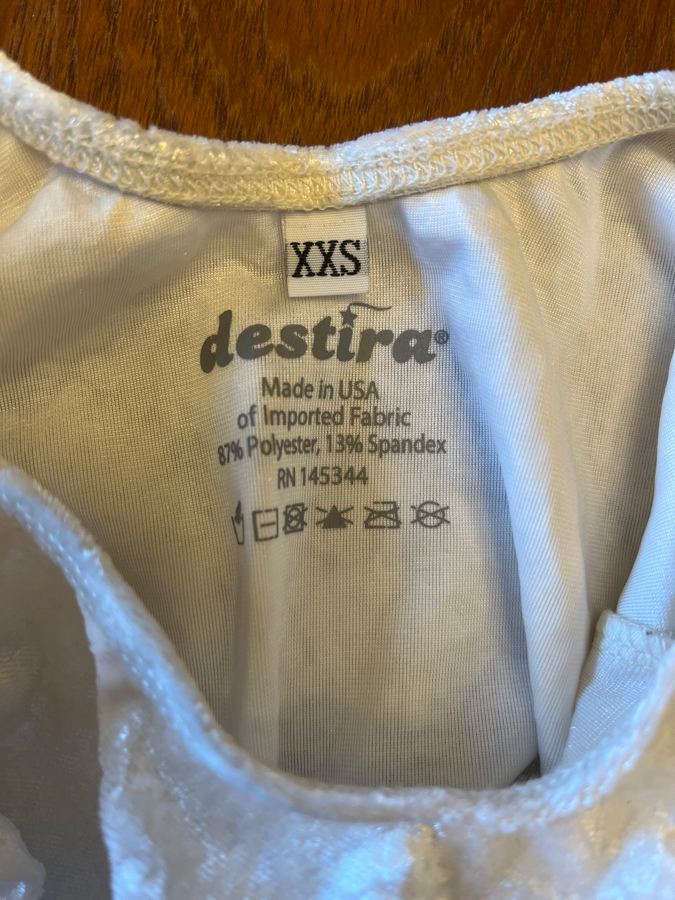 XXS
destira®
Made in USA
of Imported Fabric
87% Polyester, 13% Spandex
RN 145344